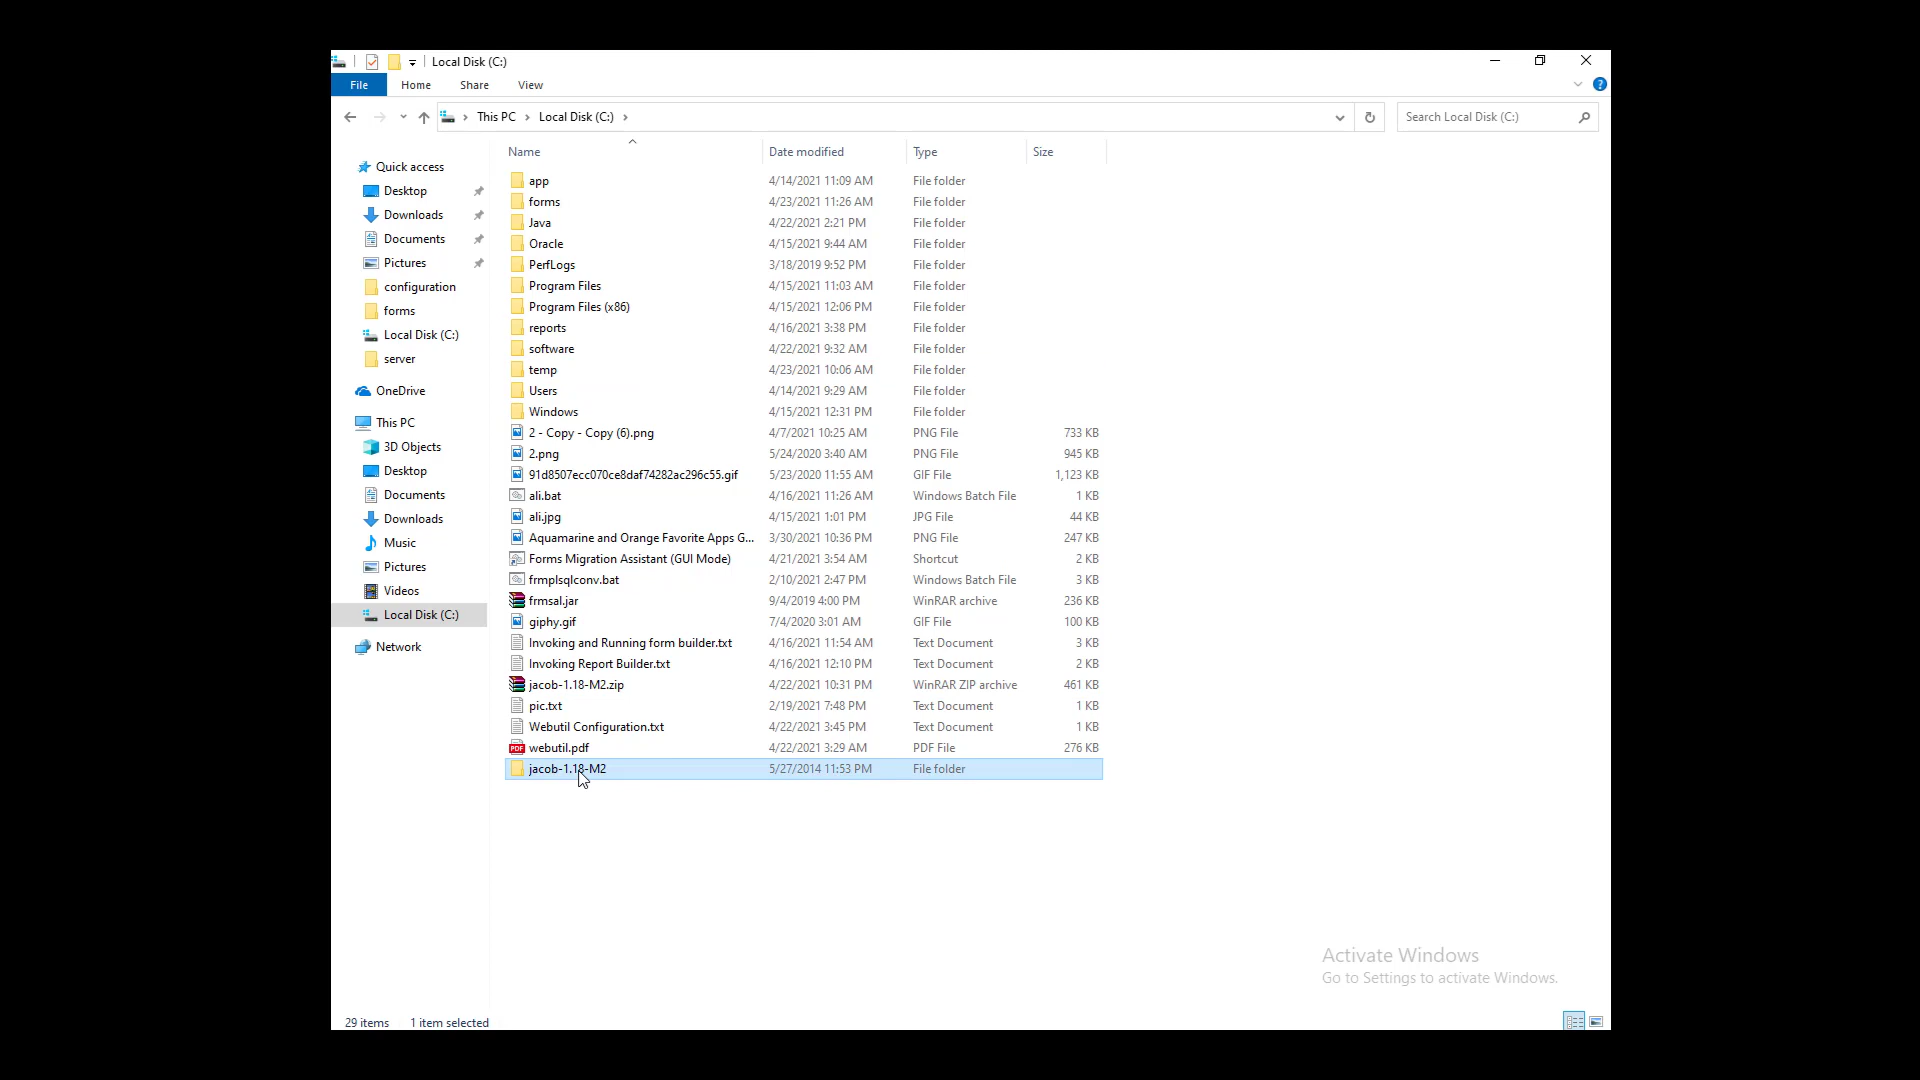 Local Disk (C:)
File Home Share View
This PC Local Disk (C:)
Search Local Disk (C:)
Quick access
Desktop
Downloads
Documents
Pictures
configuration
forms
Local Disk (C:)
server
OneDrive
This PC
3D Objects
Desktop
Documents
Downloads
Music
Pictures
Videos
Local Disk (C:)
Network
Name Date modified Type Size
app 4/14/2021 11:09 AM File folder
forms 4/23/2021 11:26 AM File folder
Java 4/22/2021 2:21 PM File folder
Oracle 4/15/2021 9:44 AM File folder
PerfLogs 3/18/2019 9:52 PM File folder
Program Files 4/15/2021 11:03 AM File folder
Program Files (x86) 4/15/2021 12:06 PM File folder
reports 4/16/2021 3:38 PM File folder
software 4/22/2021 9:32 AM File folder
temp 4/23/2021 10:06 AM File folder
Users 4/14/2021 9:29 AM File folder
Windows 4/15/2021 12:31 PM File folder
2 - Copy - Copy (6).png 4/7/2021 10:25 AM PNG File 733 KB
2.png 5/24/2020 3:40 AM PNG File 945 KB
91d8507ecc070ce8daf74282ac296c55.gif 5/23/2020 11:55 AM GIF File 1,123 KB
ali.bat 4/16/2021 11:26 AM Windows Batch File 1 KB
ali.jpg 4/15/2021 1:01 PM JPG File 44 KB
Aquamarine and Orange Favorite Apps G... 3/30/2021 10:36 PM PNG File 247 KB
Forms Migration Assistant (GUI Mode) 4/21/2021 3:54 AM Shortcut 2 KB
frmplsqlconv.bat 2/10/2021 2:47 PM Windows Batch File 3 KB
frmsal.jar 9/4/2019 4:00 PM WinRAR archive 236 KB
giphy.gif 7/4/2020 3:01 AM GIF File 100 KB
Invoking and Running form builder.txt 4/16/2021 11:54 AM Text Document 3 KB
Invoking Report Builder.txt 4/16/2021 12:10 PM Text Document 2 KB
jacob-1.18-M2.zip 4/22/2021 10:31 PM WinRAR ZIP archive 461 KB
pic.txt 2/19/2021 7:48 PM Text Document 1 KB
Webutil Configuration.txt 4/22/2021 3:45 PM Text Document 1 KB
webutil.pdf 4/22/2021 3:29 AM PDF File 276 KB
jacob-1.18-M2 5/27/2014 11:53 PM File folder
Activate Windows
Go to Settings to activate Windows.
29 items 1 item selected